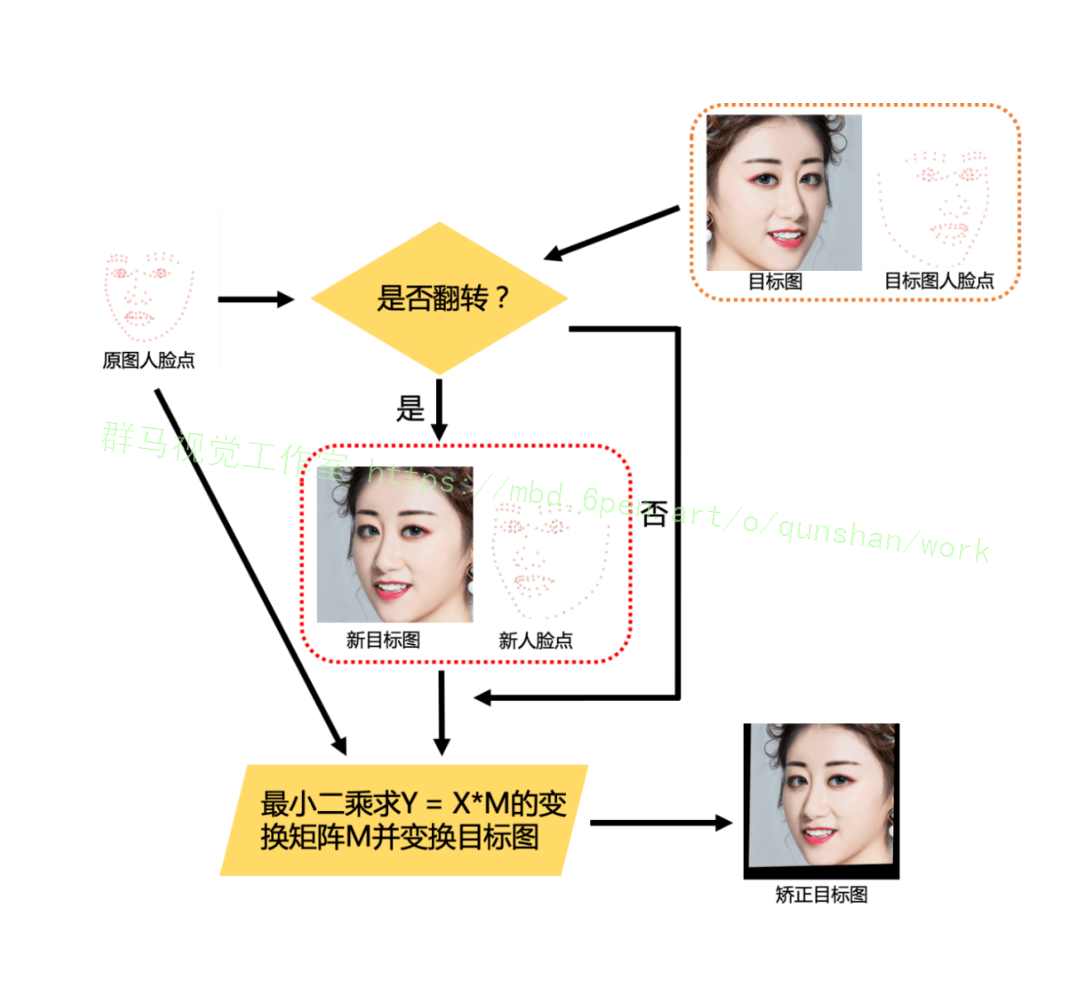 目标图
目标图人脸点
是否翻转？
原图人脸点
是
群马视觉工作室 https://mbd.6pen.art/o/qunshan/work
否
新目标图
新人脸点
最小二乘求Y = X*M的变
换矩阵M并变换目标图
矫正目标图